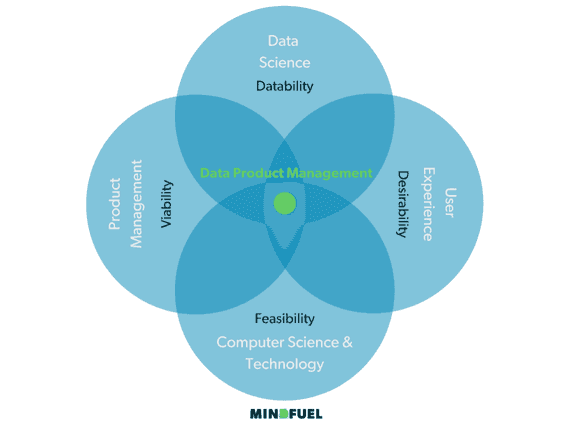 Data
Science
Datability
Data Product Management
Product
Management
Viability
Desirability
User
Experience
Feasibility
Computer Science &
Technology
MINDFUEL